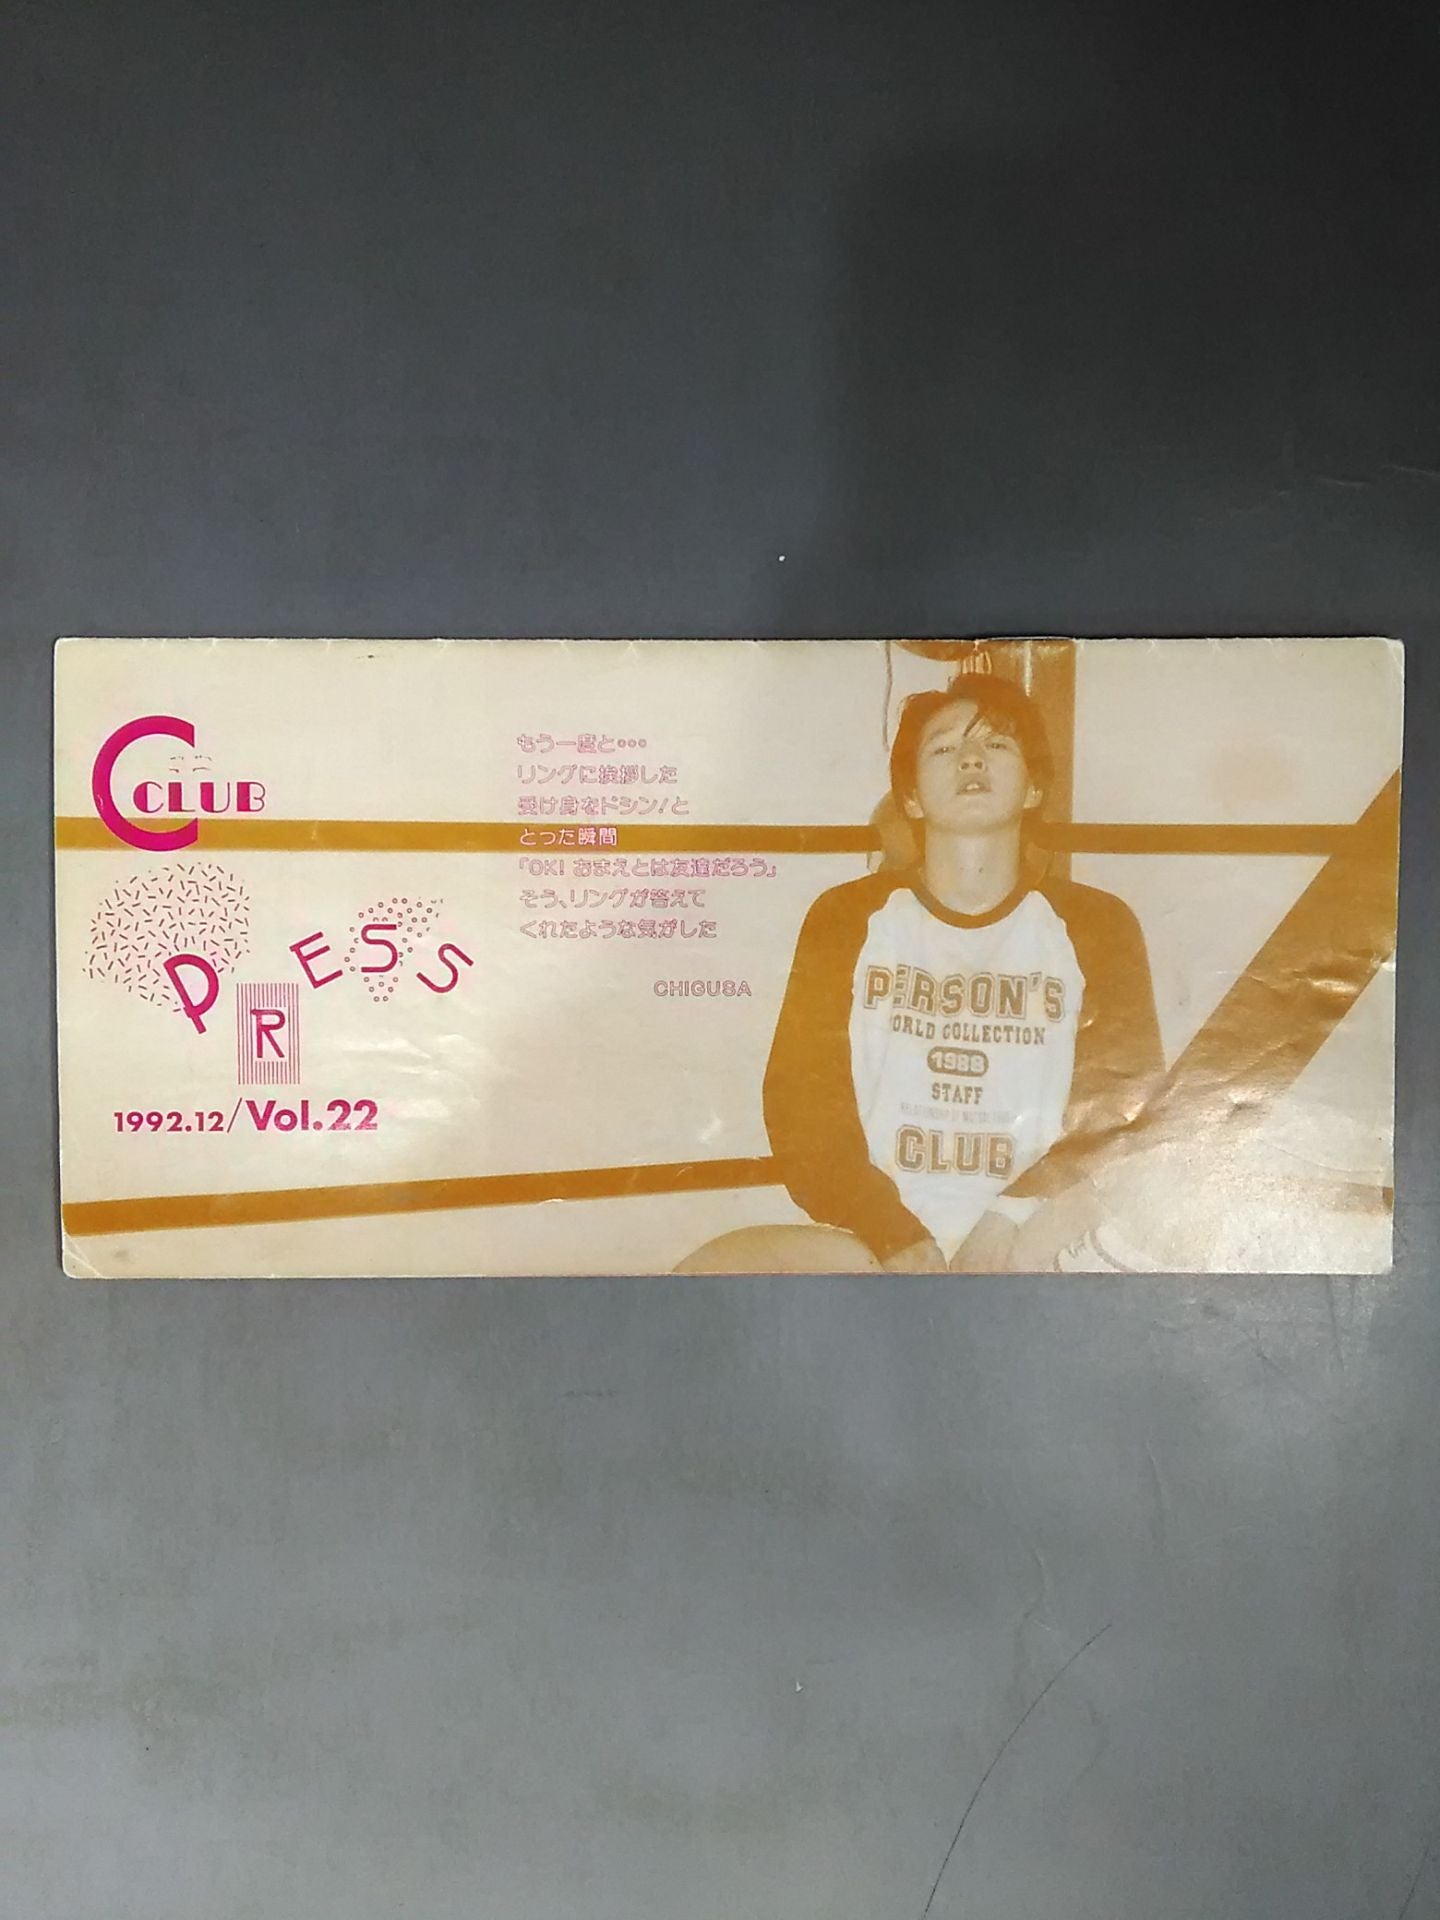 C CLUB
PRESS
1992.12/Vol.22
もう一度と・・・
リングに挨拶した
受け身をドシン!と
とった瞬間
「OK! おまえとは友達だろう」
そう、リングが答えて
くれたような気がした
CHIGUSA
PERSON'S
ORLD COLLECTION
1988
STAFF
CLUB